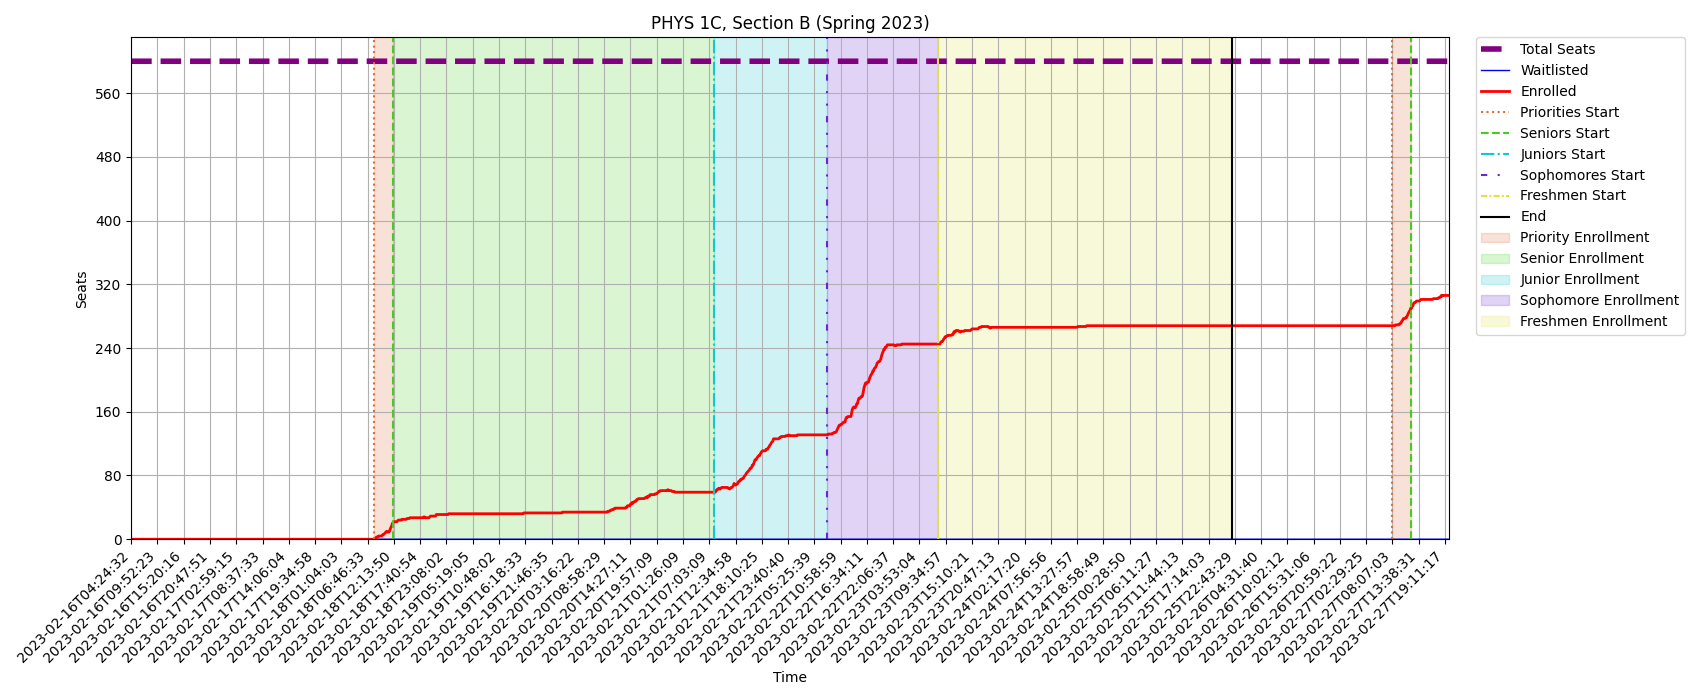 PHYS 1C, Section B (Spring 2023)
Total Seats
Waitlisted
Enrolled
Priorities Start
Seniors Start
Juniors Start
Sophomores Start
Freshmen Start
End
Priority Enrollment
Senior Enrollment
Junior Enrollment
Sophomore Enrollment
Freshmen Enrollment
Seats
560
480
400
320
240
160
80
0
2023-02-16T04:24:32
2023-02-16T09:52:23
2023-02-16T15:20:16
2023-02-16T20:47:51
2023-02-17T02:59:15
2023-02-17T08:37:33
2023-02-17T14:06:04
2023-02-17T19:34:58
2023-02-18T01:04:03
2023-02-18T06:46:33
2023-02-18T12:13:50
2023-02-18T17:40:54
2023-02-18T23:08:02
2023-02-19T05:19:05
2023-02-19T10:48:02
2023-02-19T16:18:33
2023-02-19T21:46:35
2023-02-20T03:16:22
2023-02-20T08:58:29
2023-02-20T14:27:11
2023-02-20T19:57:09
2023-02-21T01:26:09
2023-02-21T07:03:09
2023-02-21T12:34:58
2023-02-21T18:10:25
2023-02-21T23:40:40
2023-02-22T05:25:39
2023-02-22T10:58:59
2023-02-22T16:34:11
2023-02-22T22:06:37
2023-02-23T03:53:04
2023-02-23T09:34:57
2023-02-23T15:10:21
2023-02-23T20:47:13
2023-02-24T02:17:20
2023-02-24T07:56:56
2023-02-24T13:27:57
2023-02-24T18:58:49
2023-02-25T00:28:50
2023-02-25T06:11:27
2023-02-25T11:44:13
2023-02-25T17:14:03
2023-02-25T22:43:29
2023-02-26T04:31:40
2023-02-26T10:02:12
2023-02-26T15:31:06
2023-02-26T20:59:22
2023-02-27T02:29:25
2023-02-27T08:07:03
2023-02-27T13:38:31
2023-02-27T19:11:17
Time